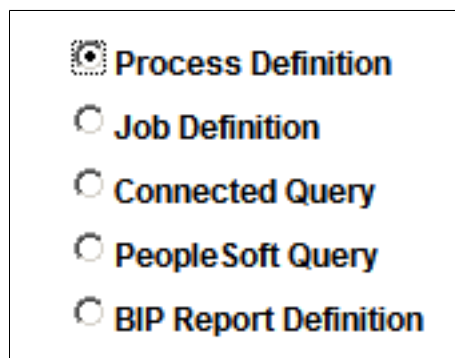 Process Definition
Job Definition
Connected Query
PeopleSoft Query
BIP Report Definition